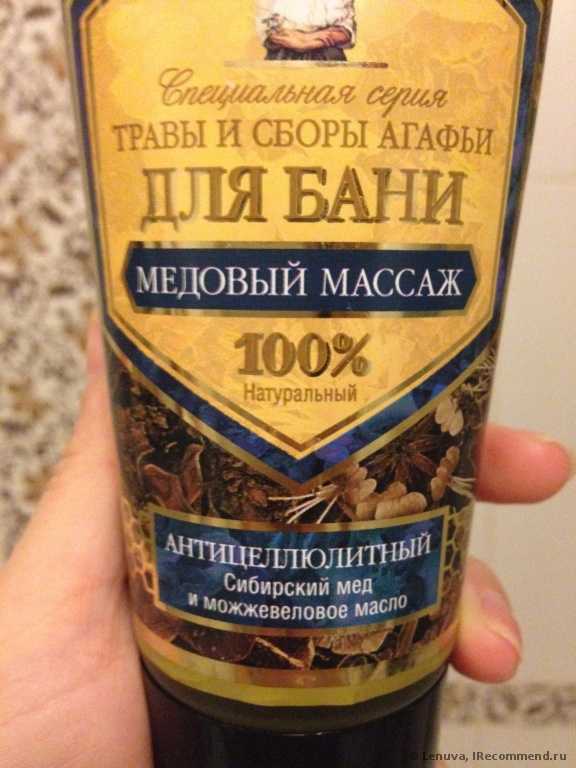 Специальная серия
ТРАВЫ И СБОРЫ АГАФЬИ
ДЛЯ БАНИ
МЕДОВЫЙ МАССАЖ
100%
Натуральный
АНТИЦЕЛЛЮЛИТНЫЙ
Сибирский мед
и можжевеловое масло
© Lenuva, IRecommend.ru